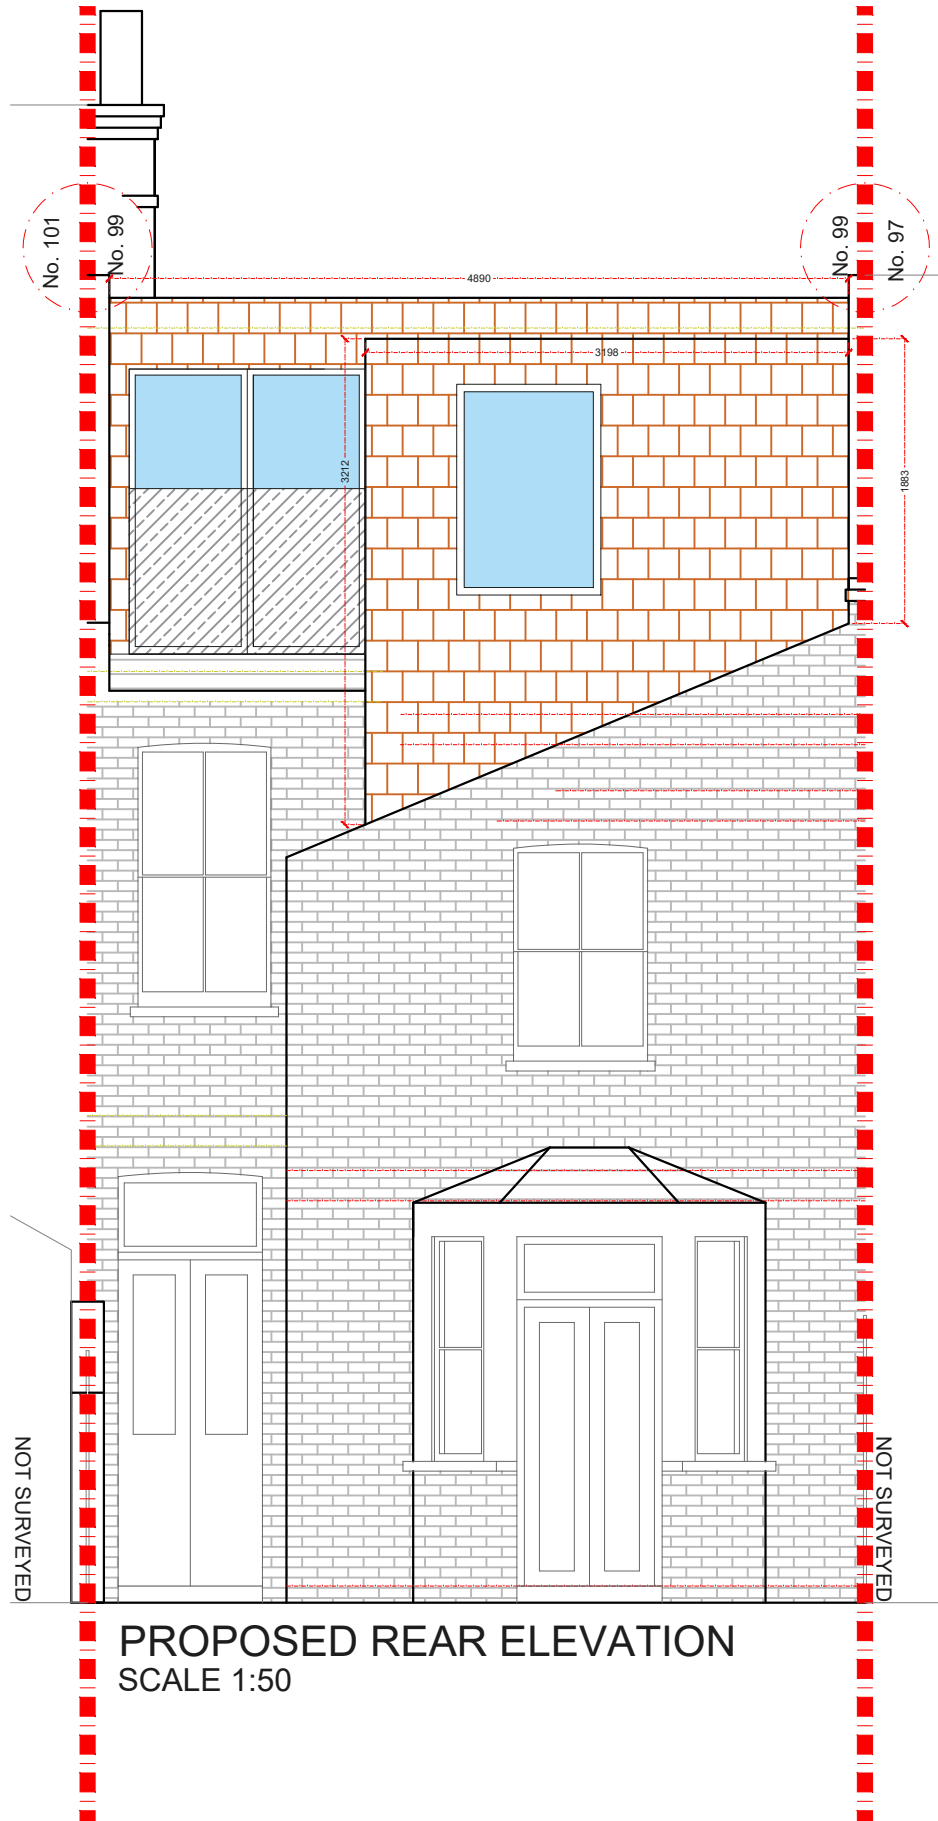 No. 101
No. 99
No. 99
No. 97
4890
3198
3212
1883
NOT SURVEYED
NOT SURVEYED
PROPOSED REAR ELEVATION
SCALE 1:50